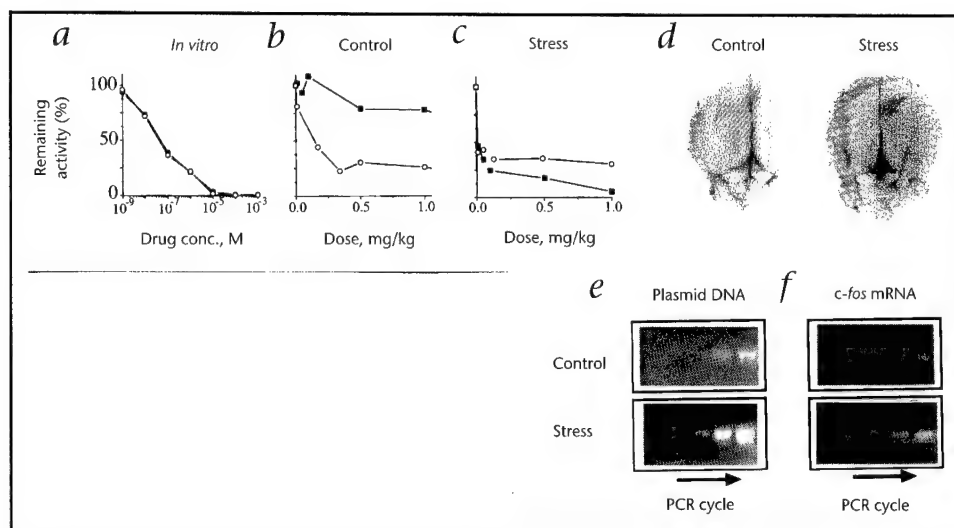 a In vitro b Control c Stress d Control Stress
Remaining activity (%)
100
50
0
10⁻⁹ 10⁻⁷ 10⁻⁵ 10⁻³
Drug conc., M
0.0 0.5 1.0
Dose, mg/kg
0.0 0.5 1.0
Dose, mg/kg
e Plasmid DNA f c-fos mRNA
Control
Stress
PCR cycle PCR cycle